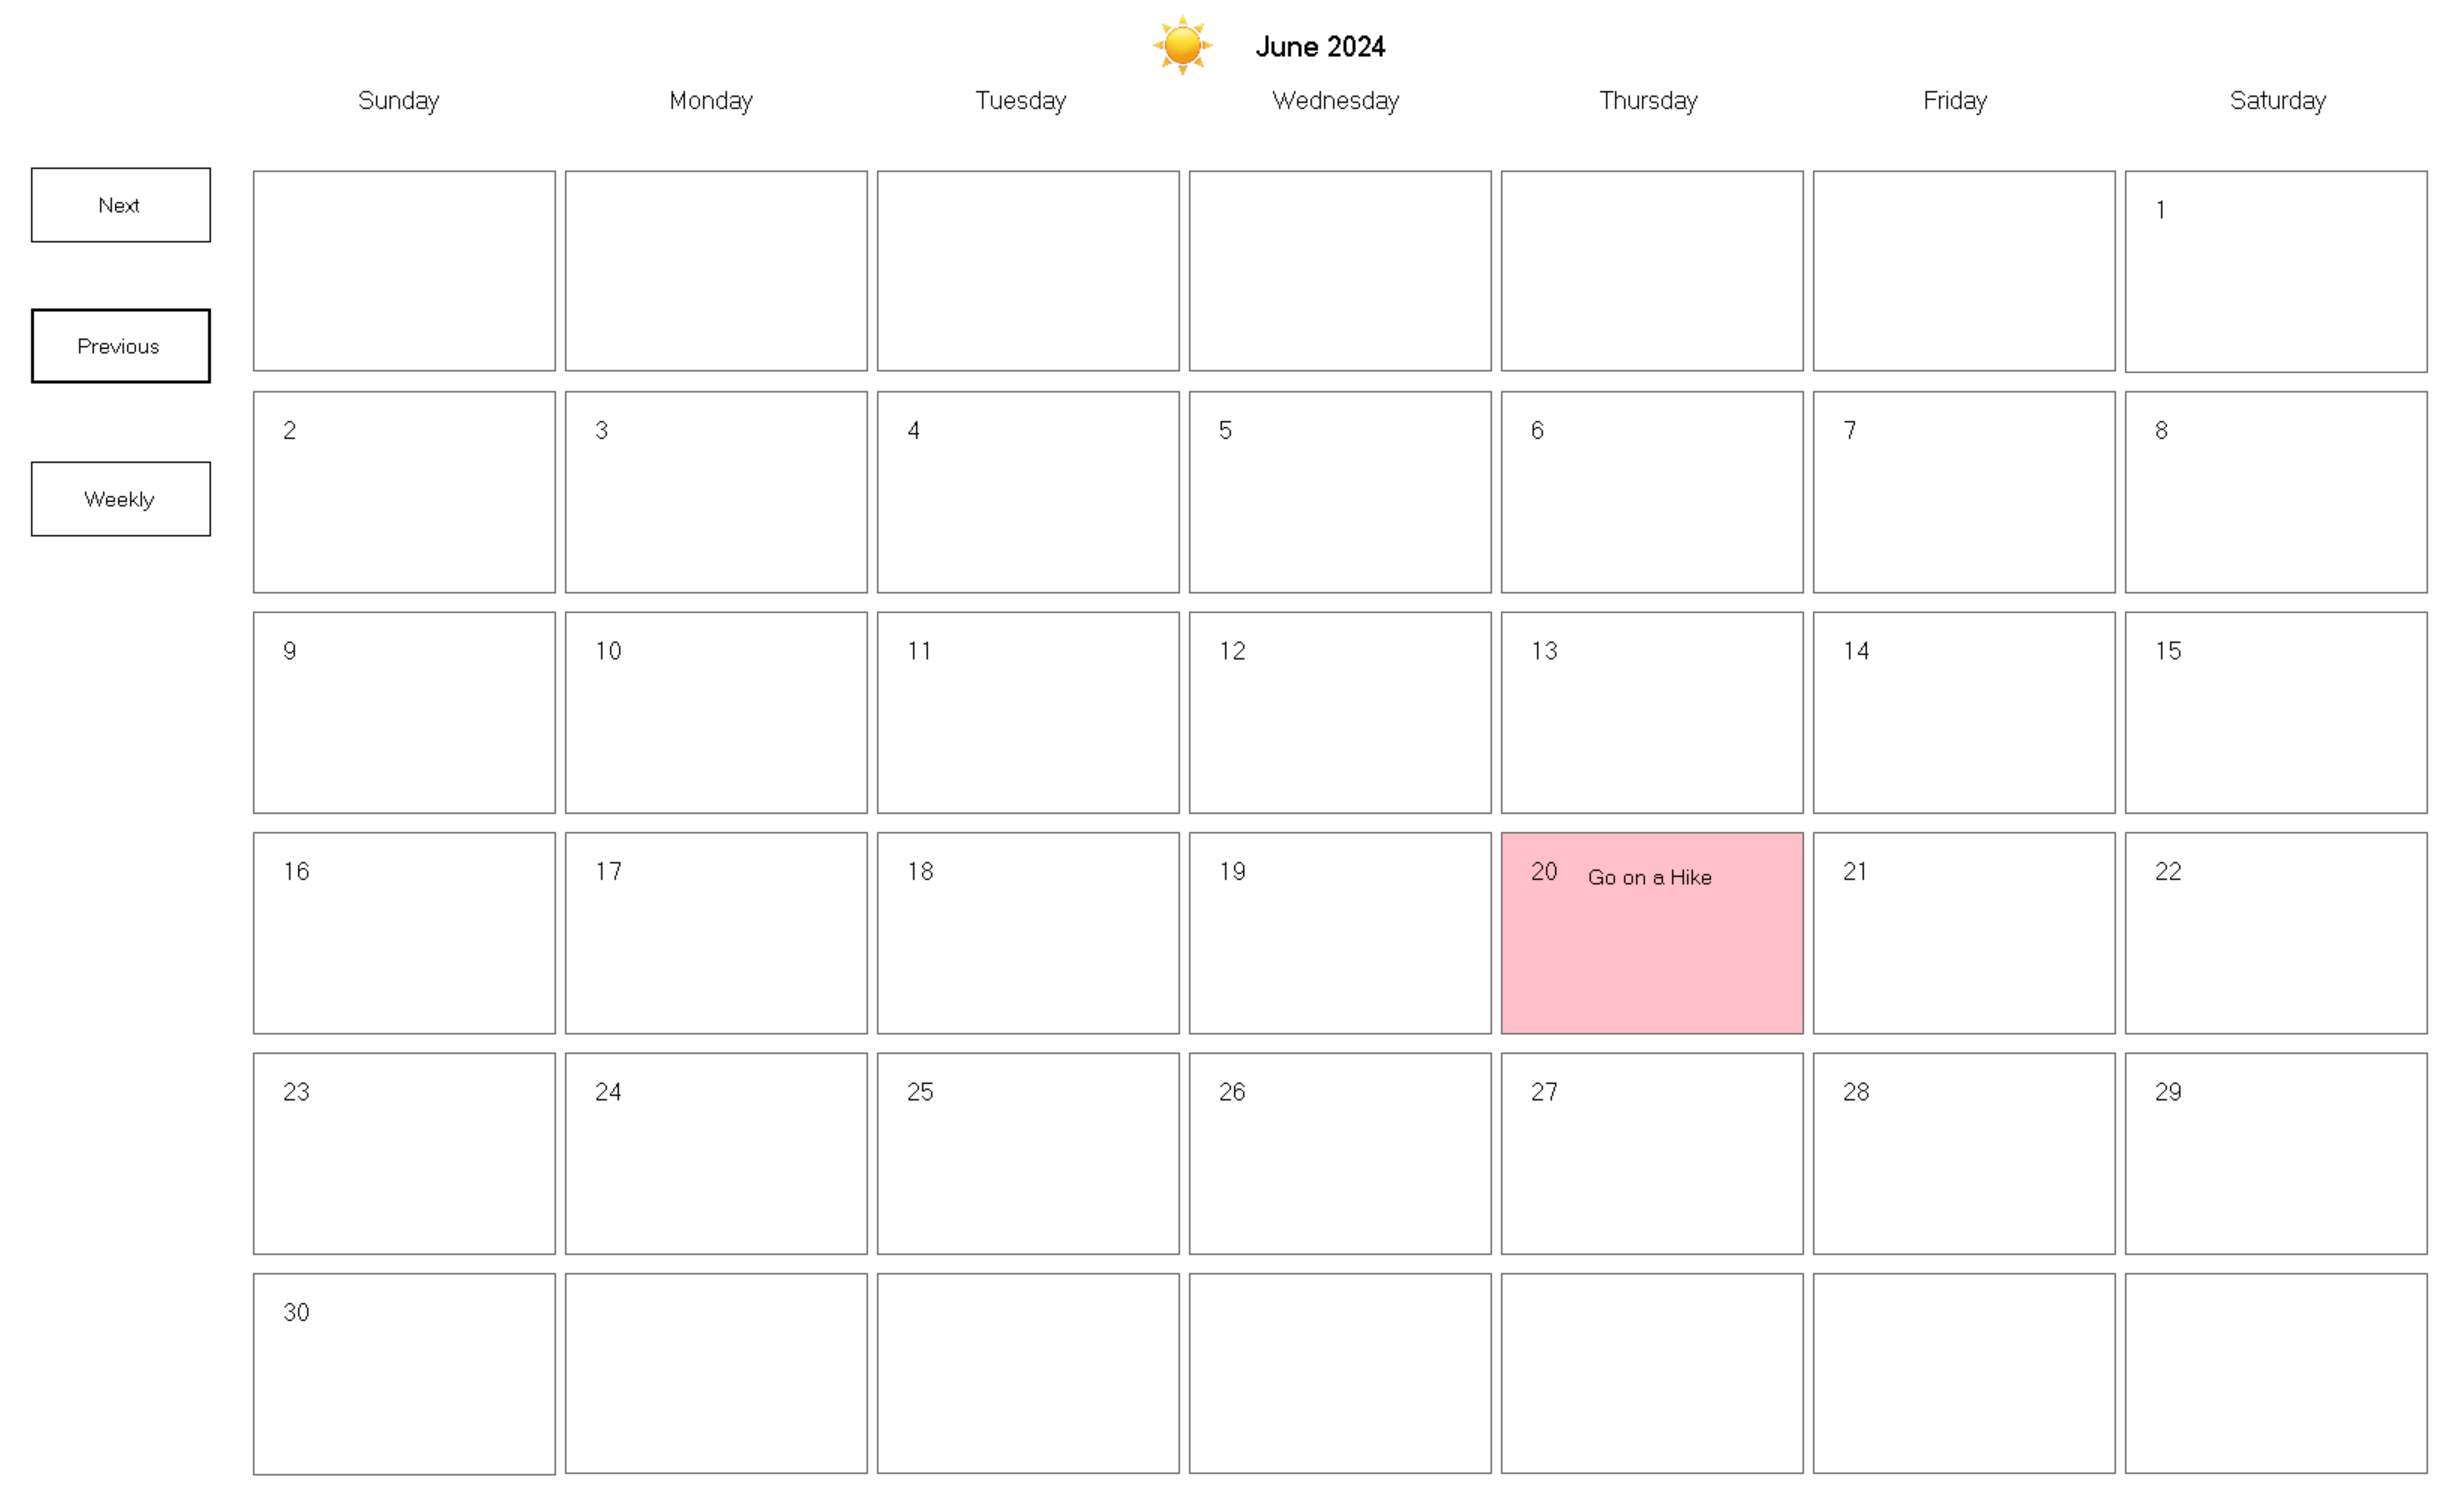 June 2024
Sunday Monday Tuesday Wednesday Thursday Friday Saturday
Next
Previous
Weekly
1
2 3 4 5 6 7 8
9 10 11 12 13 14 15
16 17 18 19 20 Go on a Hike 21 22
23 24 25 26 27 28 29
30